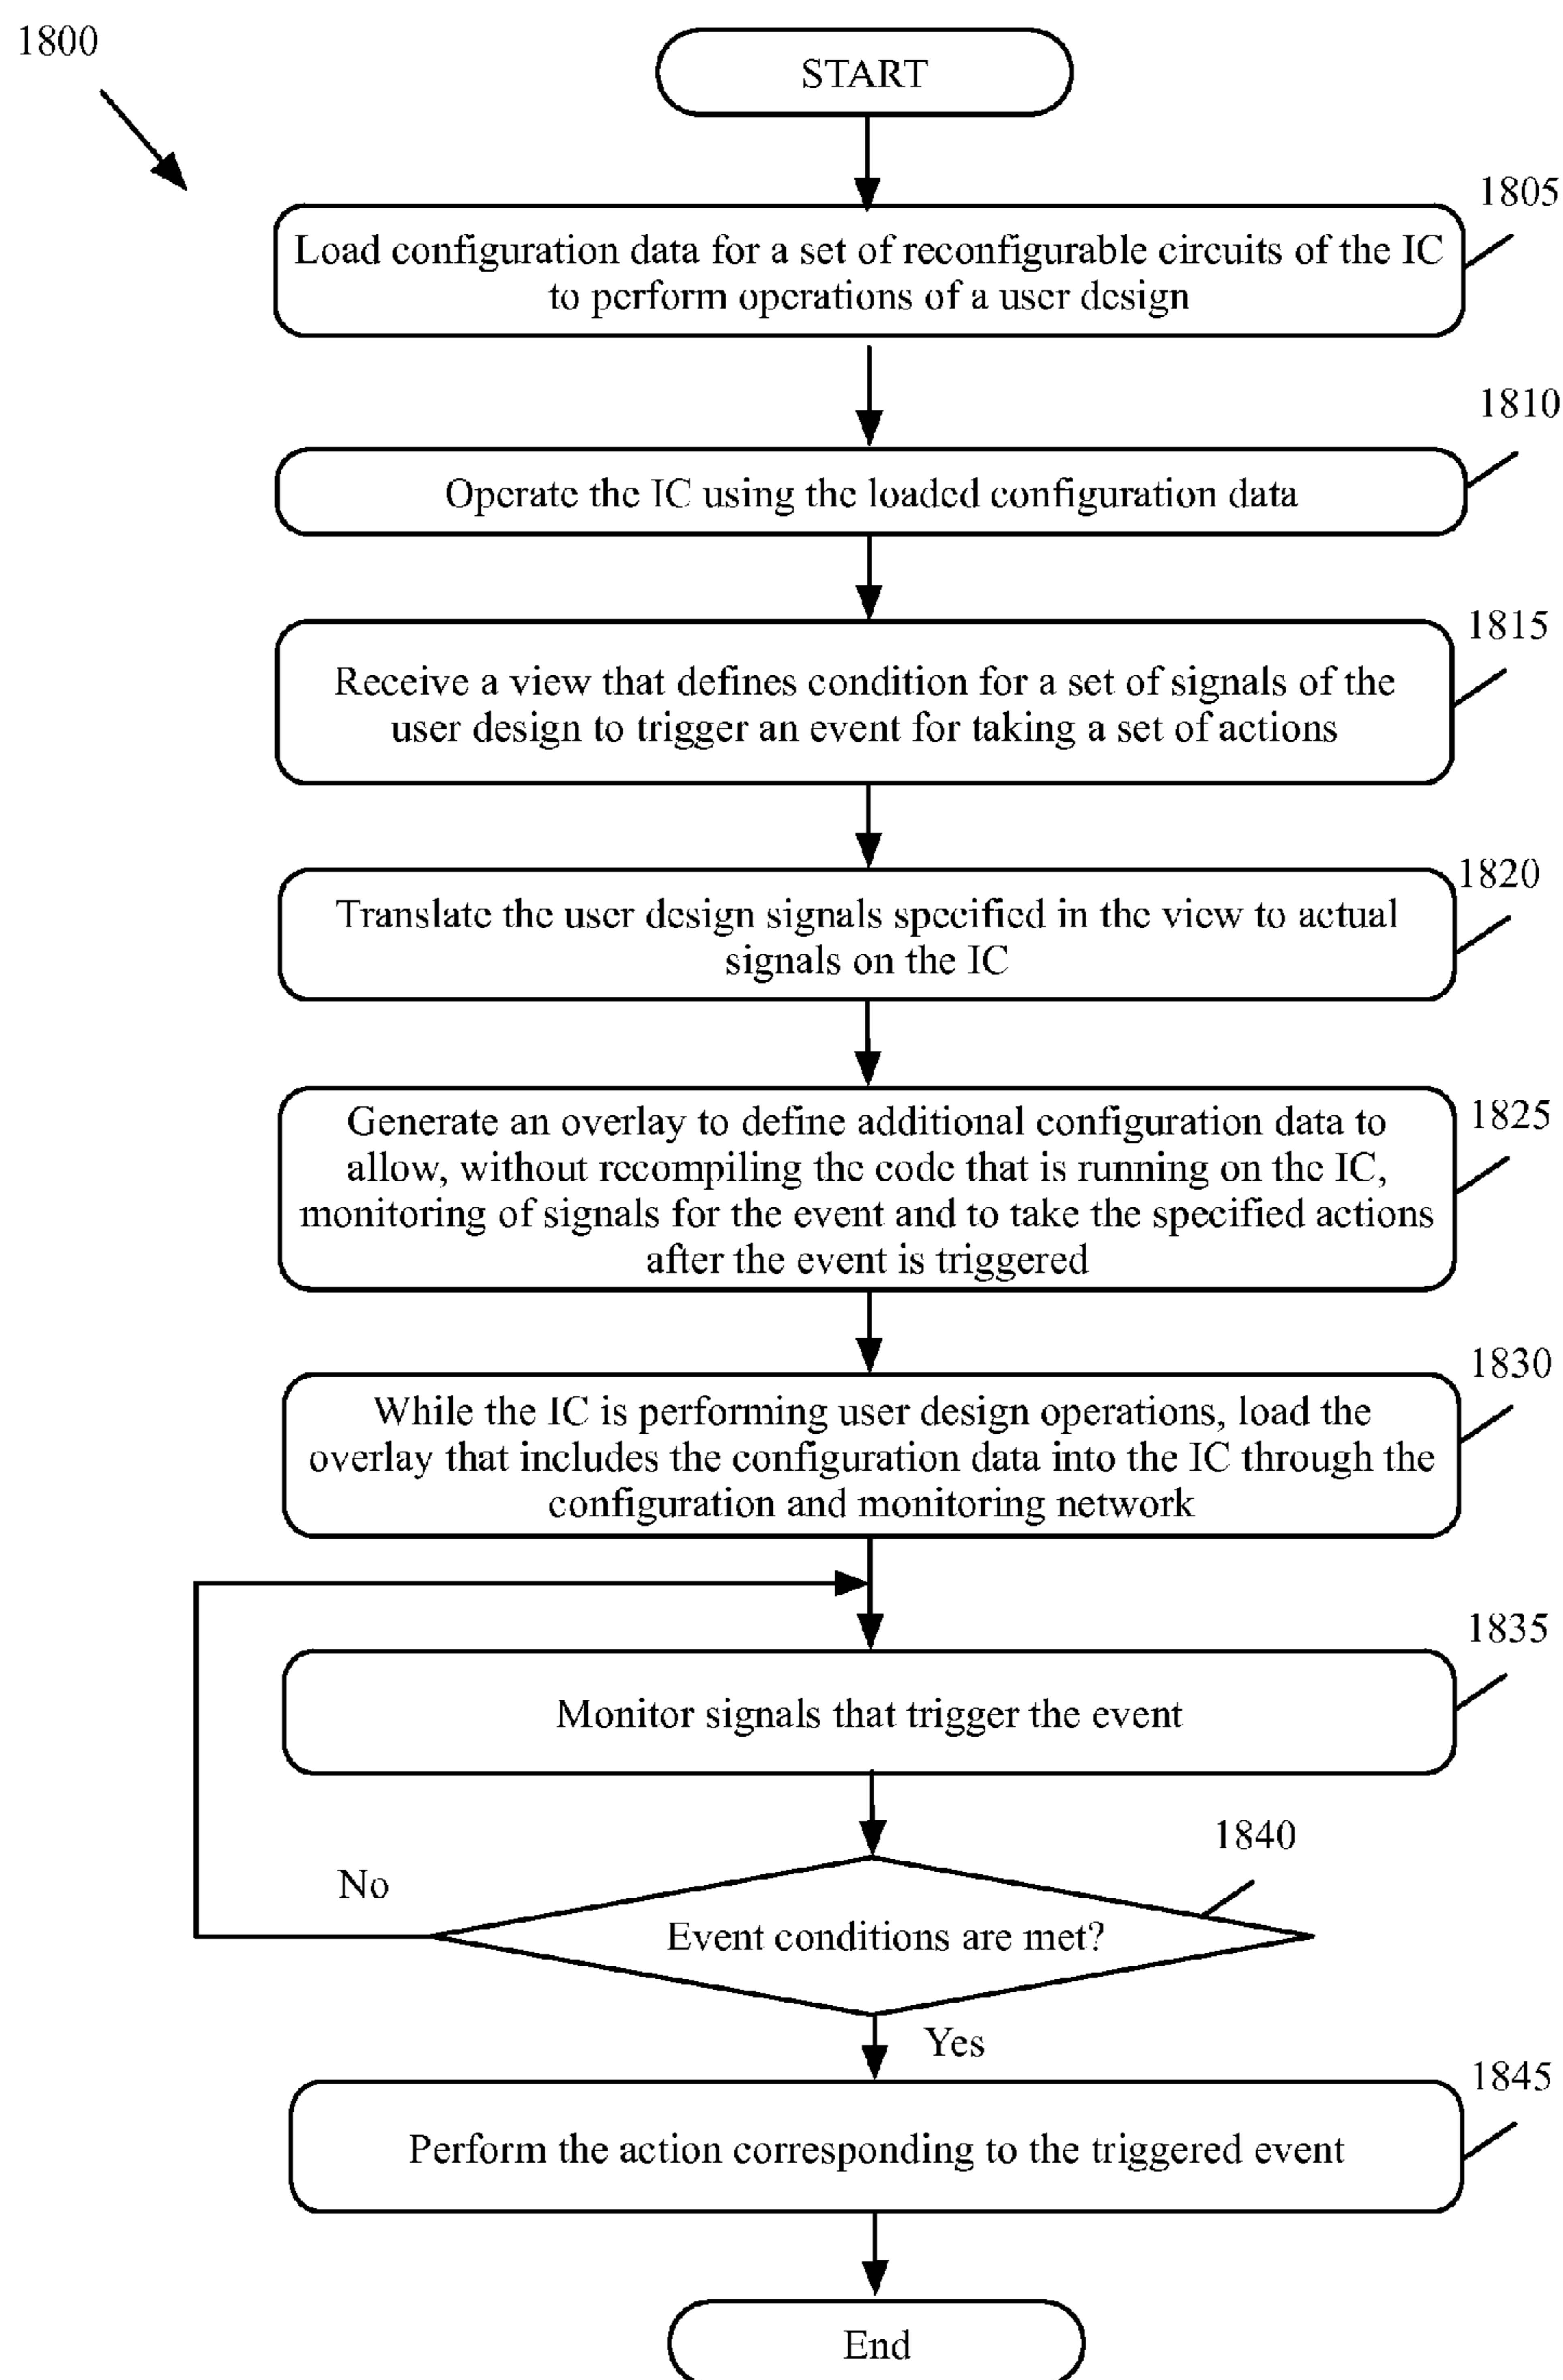 1800
START
1805
Load configuration data for a set of reconfigurable circuits of the IC
to perform operations of a user design
1810
Operate the IC using the loaded configuration data
1815
Receive a view that defines condition for a set of signals of the
user design to trigger an event for taking a set of actions
1820
Translate the user design signals specified in the view to actual
signals on the IC
1825
Generate an overlay to define additional configuration data to
allow, without recompiling the code that is running on the IC,
monitoring of signals for the event and to take the specified actions
after the event is triggered
1830
While the IC is performing user design operations, load the
overlay that includes the configuration data into the IC through the
configuration and monitoring network
1835
Monitor signals that trigger the event
1840
No
Event conditions are met?
Yes
1845
Perform the action corresponding to the triggered event
End